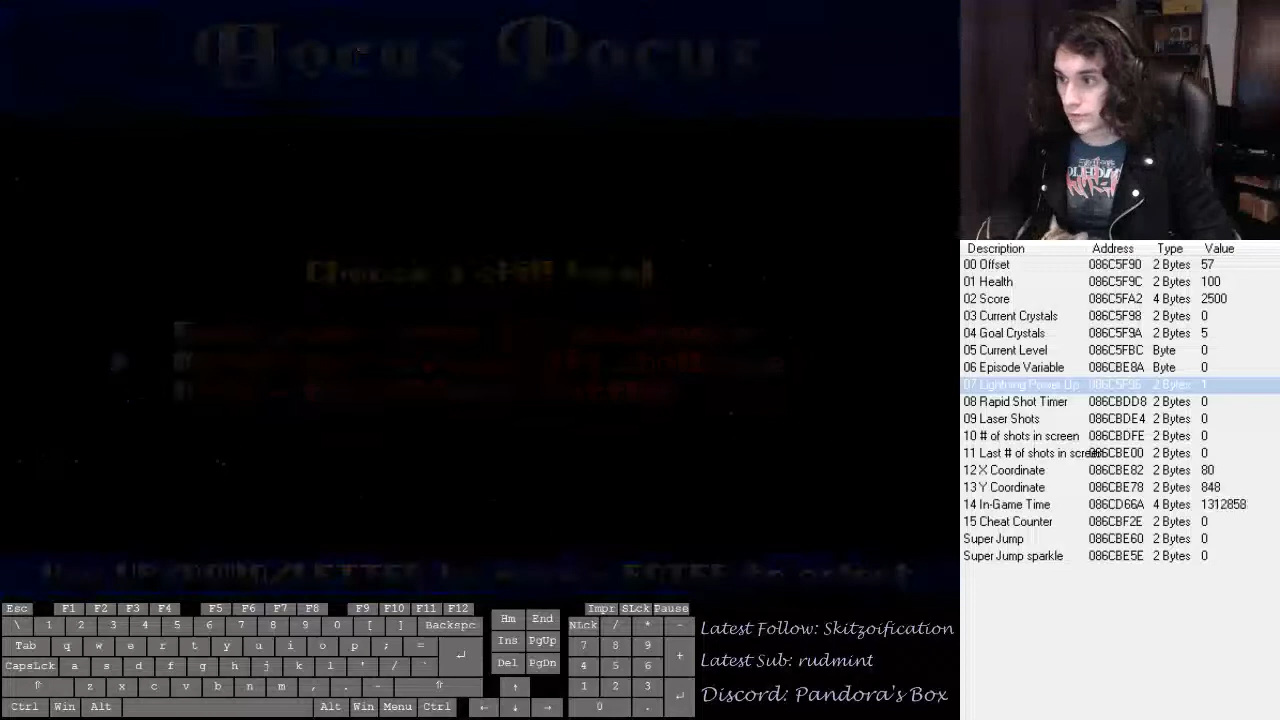 Hocus Pocus
Choose a skill level
Description Address Type Value
00 Offset 086C5F90 2 Bytes 57
01 Health 086C5F9C 2 Bytes 100
02 Score 086C5FA2 4 Bytes 2500
03 Current Crystals 086C5F98 2 Bytes 0
04 Goal Crystals 086C5F9A 2 Bytes 5
05 Current Level 086C5FBC Byte 0
06 Episode Variable 086CBE8A Byte 0
07 Lightning Power Up 086C5F96 2 Bytes 1
08 Rapid Shot Timer 086CBDD8 2 Bytes 0
09 Laser Shots 086CBDE4 2 Bytes 0
10 # of shots in screen 086CBDFE 2 Bytes 0
11 Last # of shots in screen 086CBE00 2 Bytes 0
12 X Coordinate 086CBE82 2 Bytes 80
13 Y Coordinate 086CBE78 2 Bytes 848
14 In-Game Time 086CD66A 4 Bytes 1312858
15 Cheat Counter 086CBF2E 2 Bytes 0
Super Jump 086CBE60 2 Bytes 0
Super Jump sparkle 086CBE5E 2 Bytes 0
Esc F1 F2 F3 F4 F5 F6 F7 F8 F9 F10 F11 F12 Impr SLck Pause
\ 1 2 3 4 5 6 7 8 9 0 [ ] Backspc Hm End NLck / * -
Tab q w e r t y u i o p ; = Ins PgUp 7 8 9 +
CapsLck a s d f g h j k l ' / ` ↵ Del PgDn 4 5 6
⇧ z x c v b n m , . - ⇧ ↑ 1 2 3 ↵
Ctrl Win Alt Alt Win Menu Ctrl ← ↓ → 0 .
Latest Follow: Skitzoification
Latest Sub: rudmint
Discord: Pandora's Box